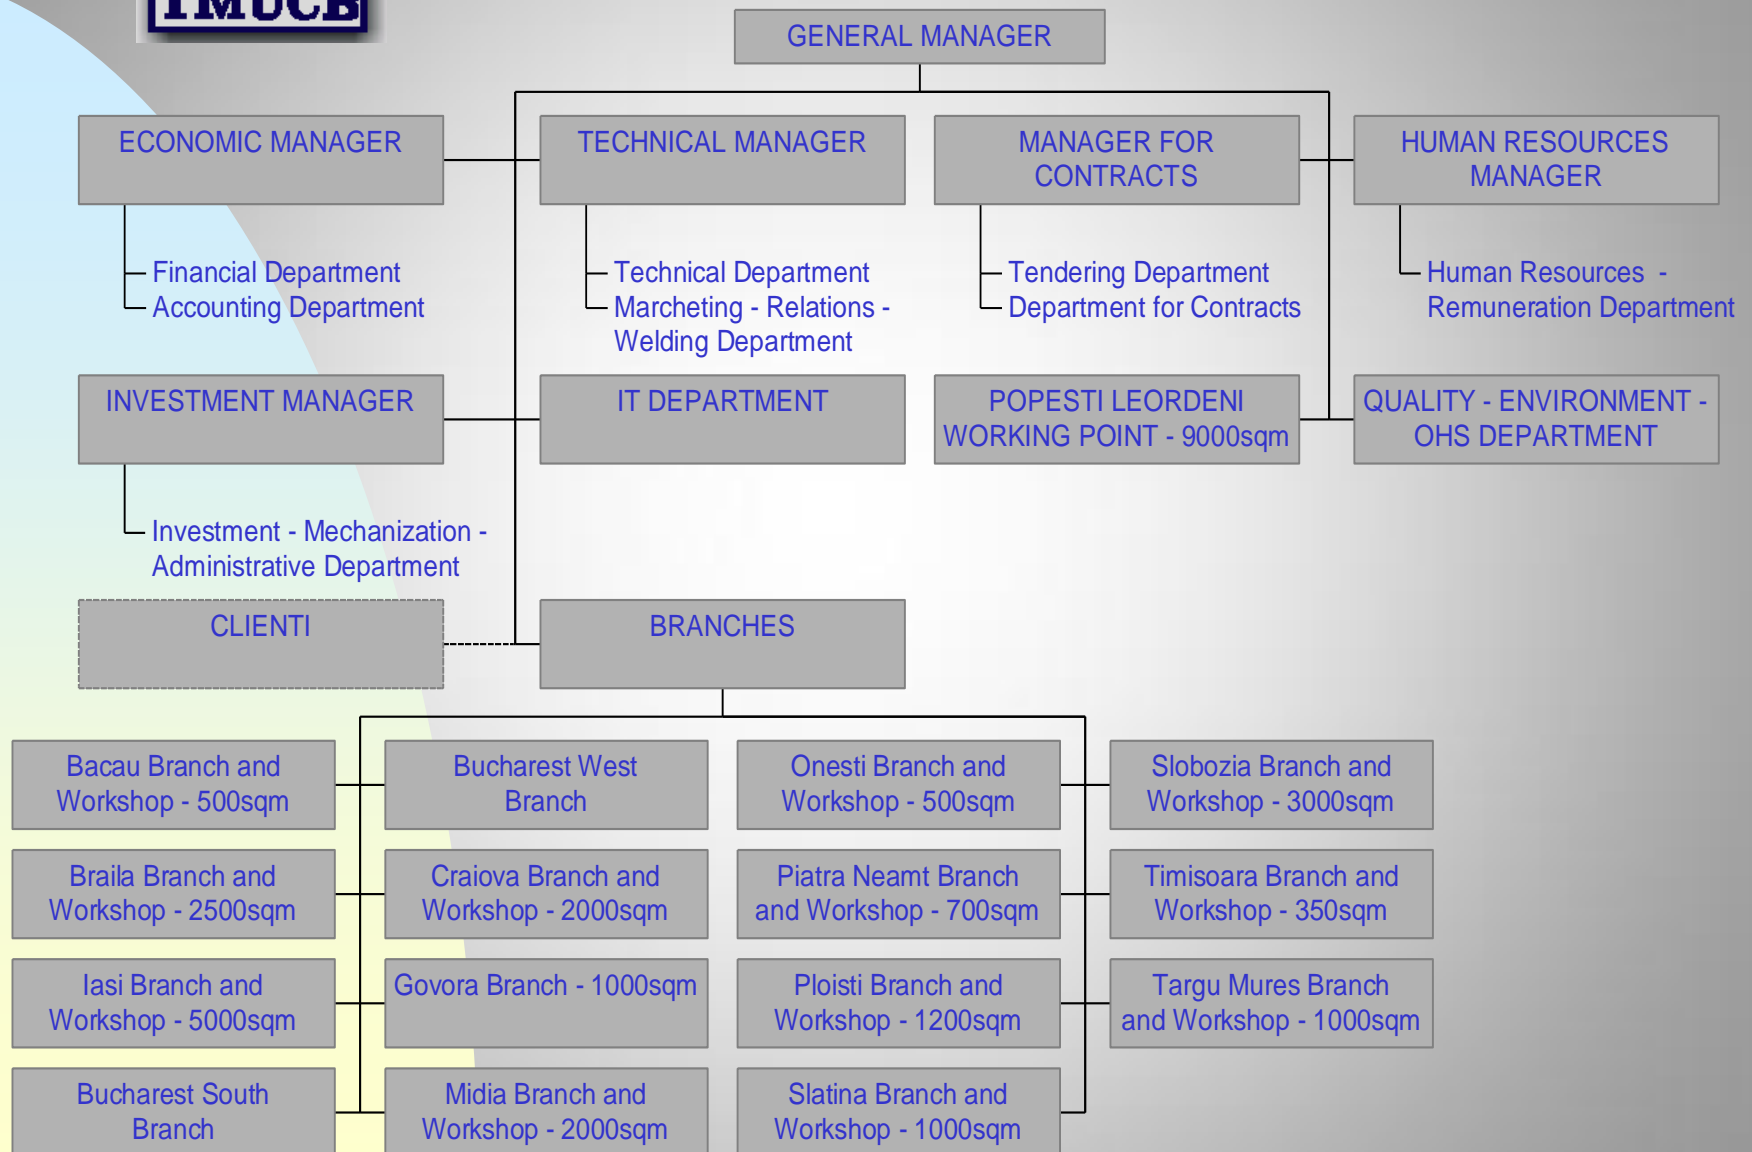 TMUCB
GENERAL MANAGER
ECONOMIC MANAGER
TECHNICAL MANAGER
MANAGER FOR
CONTRACTS
HUMAN RESOURCES
MANAGER
Financial Department
Accounting Department
Technical Department
Marcheting - Relations -
Welding Department
Tendering Department
Department for Contracts
Human Resources -
Remuneration Department
INVESTMENT MANAGER
IT DEPARTMENT
POPESTI LEORDENI
WORKING POINT - 9000sqm
QUALITY - ENVIRONMENT -
OHS DEPARTMENT
Investment - Mechanization -
Administrative Department
CLIENTI
BRANCHES
Bacau Branch and
Workshop - 500sqm
Bucharest West
Branch
Onesti Branch and
Workshop - 500sqm
Slobozia Branch and
Workshop - 3000sqm
Braila Branch and
Workshop - 2500sqm
Craiova Branch and
Workshop - 2000sqm
Piatra Neamt Branch
and Workshop - 700sqm
Timisoara Branch and
Workshop - 350sqm
Iasi Branch and
Workshop - 5000sqm
Govora Branch - 1000sqm
Ploisti Branch and
Workshop - 1200sqm
Targu Mures Branch
and Workshop - 1000sqm
Bucharest South
Branch
Midia Branch and
Workshop - 2000sqm
Slatina Branch and
Workshop - 1000sqm